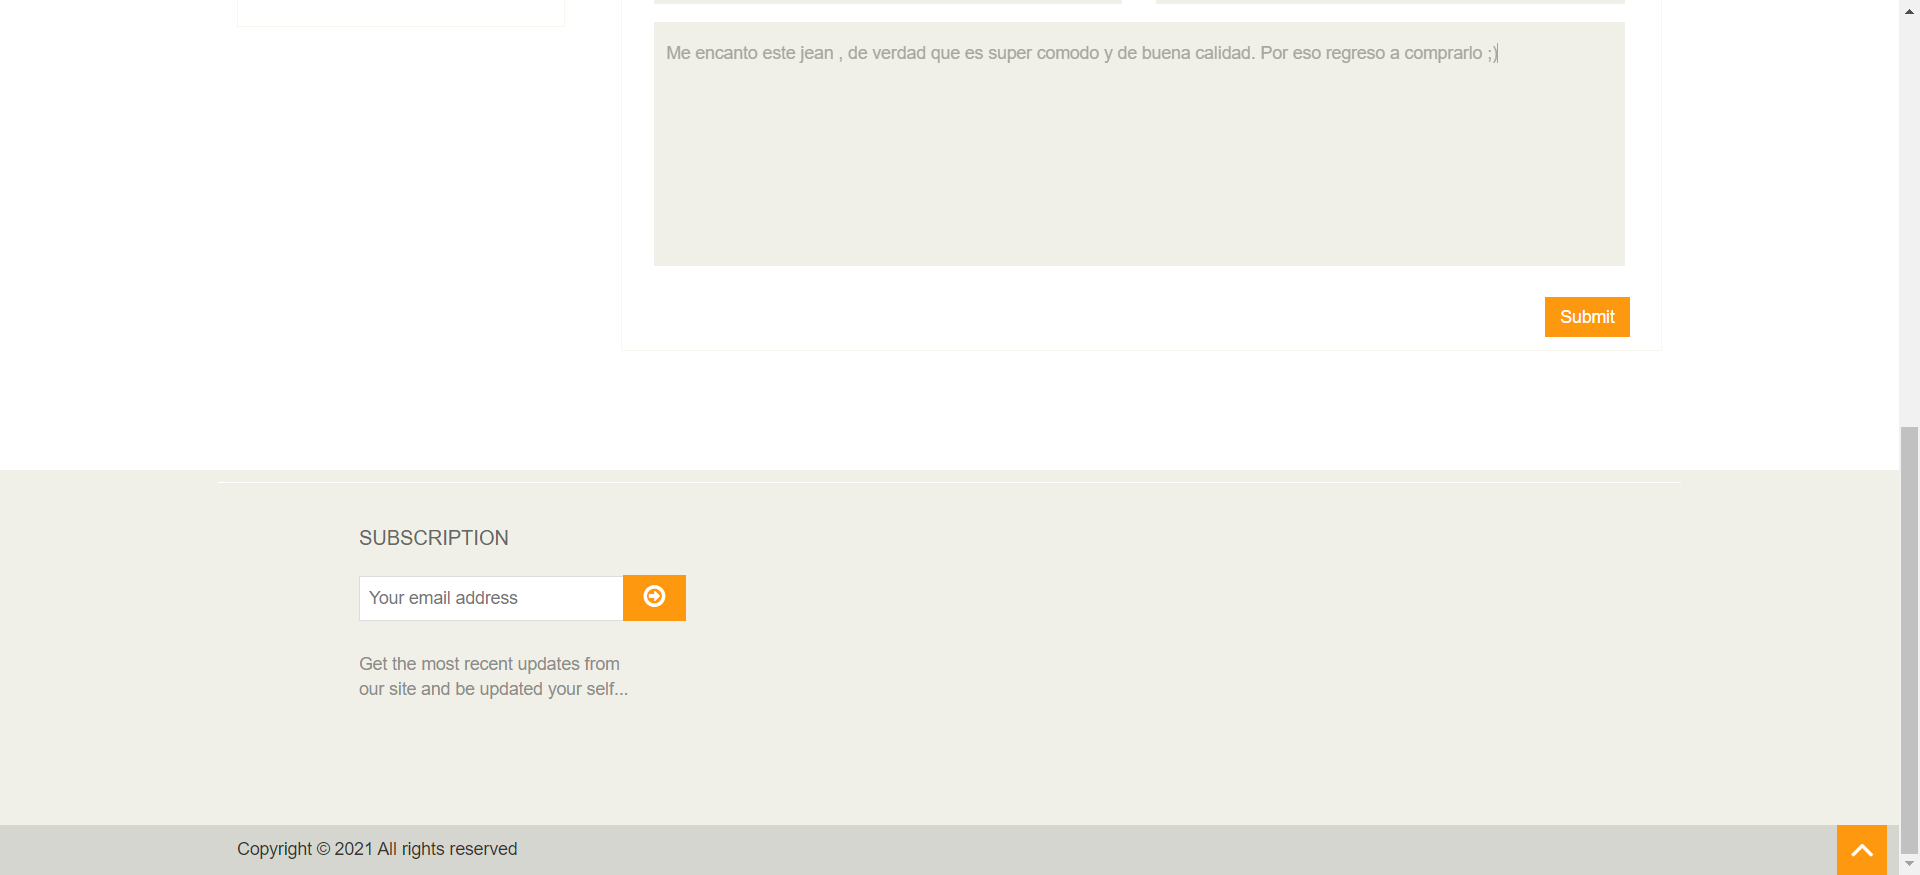 Me encanto este jean , de verdad que es super comodo y de buena calidad. Por eso regreso a comprarlo ;)
Submit
SUBSCRIPTION
Your email address
Get the most recent updates from
our site and be updated your self...
Copyright © 2021 All rights reserved